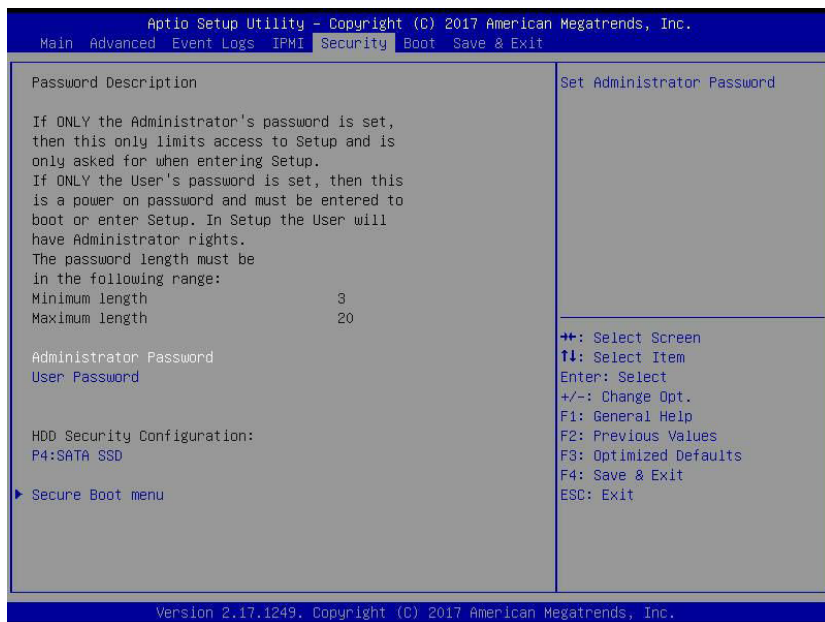 Aptio Setup Utility – Copyright (C) 2017 American Megatrends, Inc.
Main Advanced Event Logs IPMI Security Boot Save & Exit
Password Description
If ONLY the Administrator's password is set,
then this only limits access to Setup and is
only asked for when entering Setup.
If ONLY the User's password is set, then this
is a power on password and must be entered to
boot or enter Setup. In Setup the User will
have Administrator rights.
The password length must be
in the following range:
Minimum length 3
Maximum length 20
Administrator Password
User Password
HDD Security Configuration:
P4:SATA SSD
Secure Boot menu
Set Administrator Password
→←: Select Screen
↑↓: Select Item
Enter: Select
+/-: Change Opt.
F1: General Help
F2: Previous Values
F3: Optimized Defaults
F4: Save & Exit
ESC: Exit
Version 2.17.1249. Copyright (C) 2017 American Megatrends, Inc.